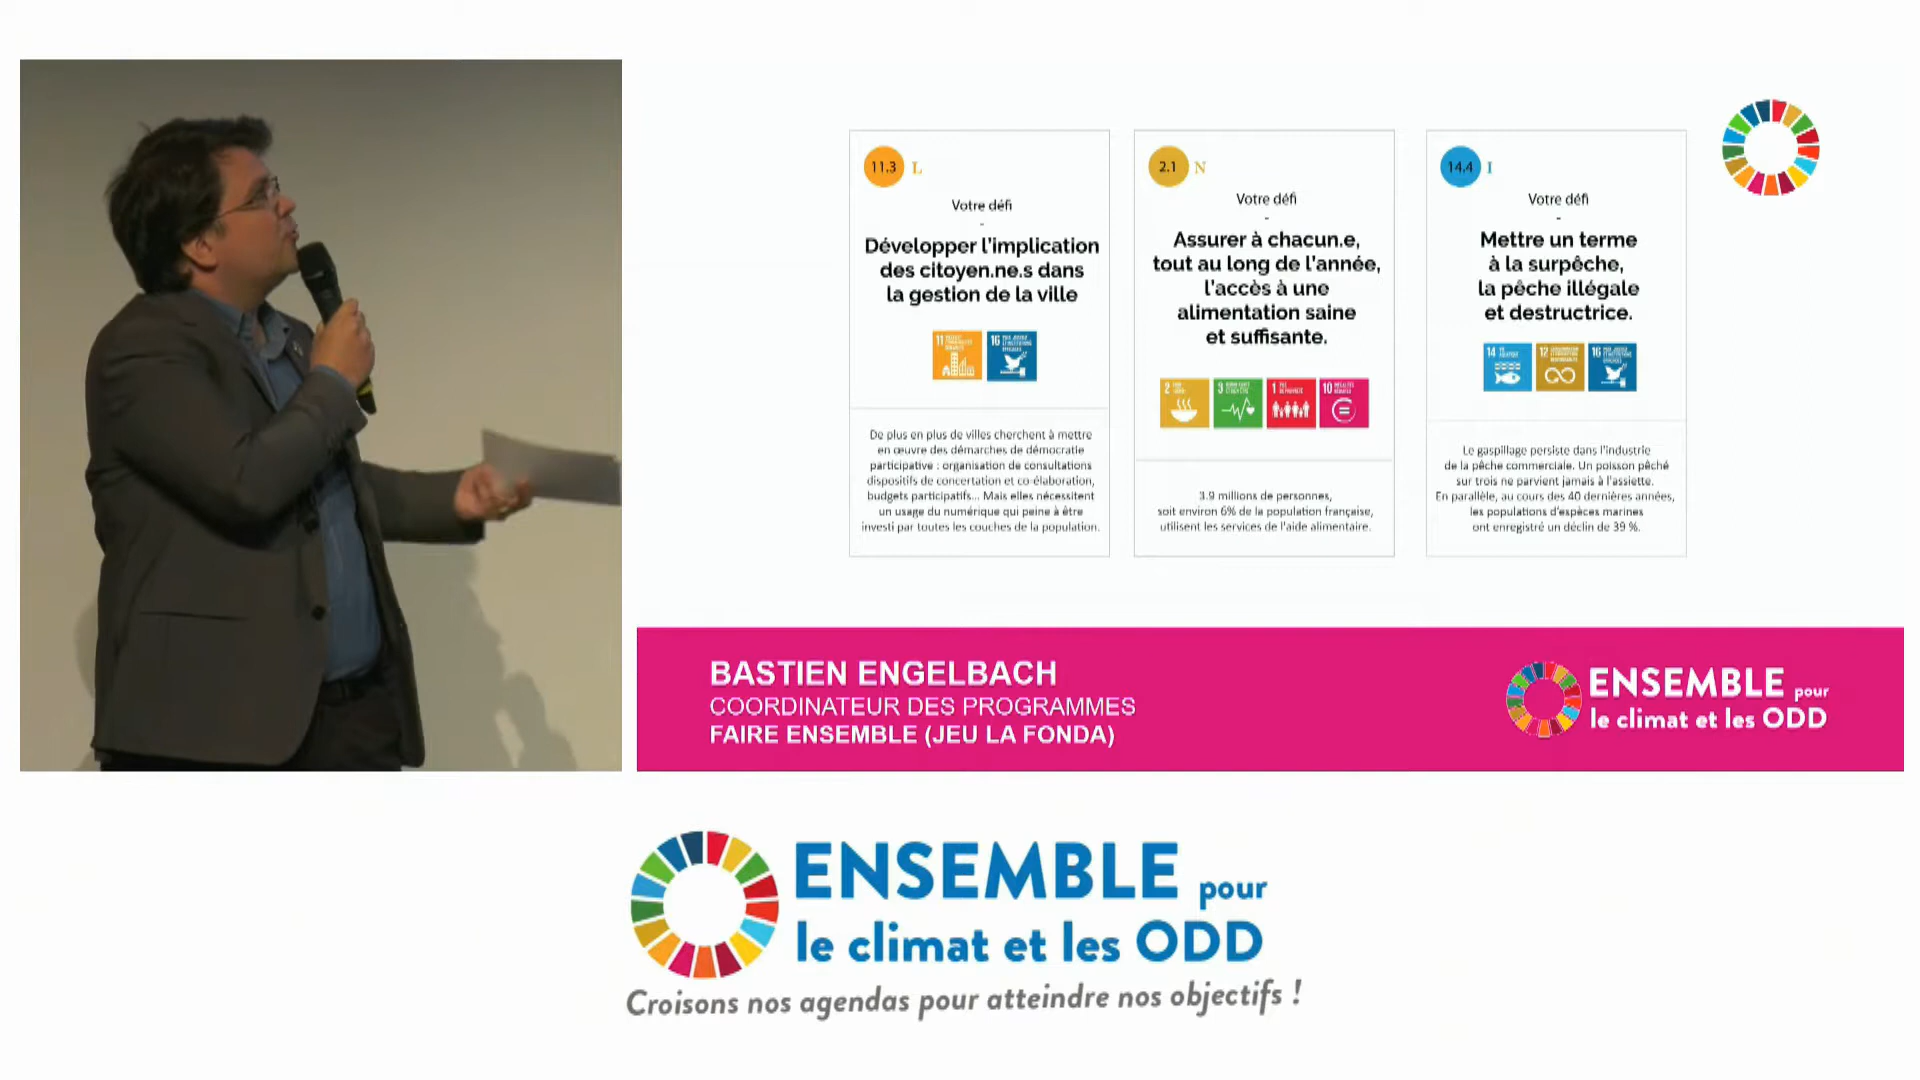 11.3 L
Votre défi
-
Développer l'implication
des citoyen.ne.s dans
la gestion de la ville
11
16
De plus en plus de villes cherchent à mettre
en œuvre des démarches de démocratie
participative : organisation de consultations
dispositifs de concertation et co-élaboration,
budgets participatifs... Mais elles nécessitent
un usage du numérique qui peine à être
investi par toutes les couches de la population.
2.1 N
Votre défi
-
Assurer à chacun.e,
tout au long de l'année,
l'accès à une
alimentation saine
et suffisante.
2
3
1
10
3.9 millions de personnes,
soit environ 6% de la population française,
utilisent les services de l'aide alimentaire.
14.4 I
Votre défi
-
Mettre un terme
à la surpêche,
la pêche illégale
et destructrice.
14
12
16
Le gaspillage persiste dans l'industrie
de la pêche commerciale. Un poisson pêché
sur trois ne parvient jamais à l'assiette.
En parallèle, au cours des 40 dernières années,
les populations d'espèces marines
ont enregistré un déclin de 39 %.
BASTIEN ENGELBACH
COORDINATEUR DES PROGRAMMES
FAIRE ENSEMBLE (JEU LA FONDA)
ENSEMBLE pour
le climat et les ODD
ENSEMBLE pour
le climat et les ODD
Croisons nos agendas pour atteindre nos objectifs !